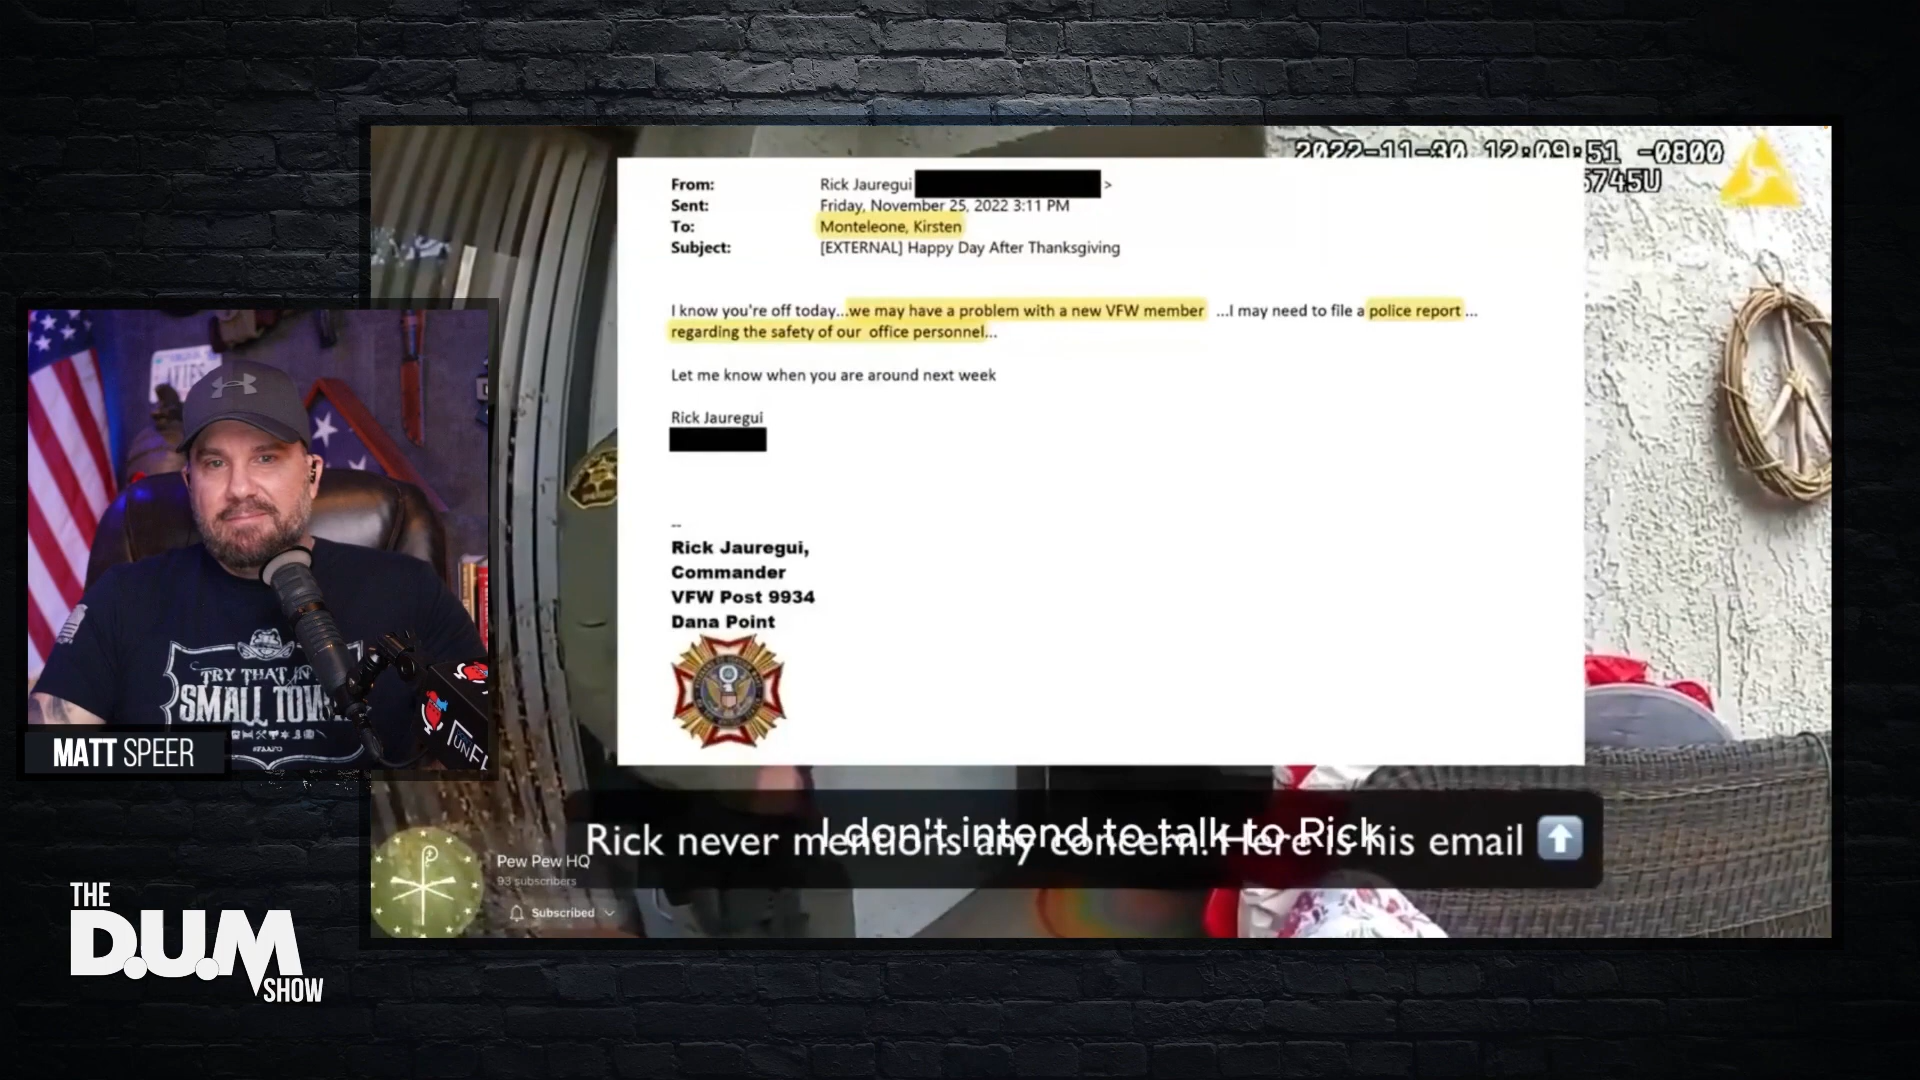 2022-11-30 12:09:51 -0800
5745U
From: Rick Jauregui >
Sent: Friday, November 25, 2022 3:11 PM
To: Monteleone, Kirsten
Subject: [EXTERNAL] Happy Day After Thanksgiving
I know you're off today...we may have a problem with a new VFW member ...I may need to file a police report ...
regarding the safety of our office personnel...
Let me know when you are around next week
Rick Jauregui
--
Rick Jauregui,
Commander
VFW Post 9934
Dana Point
I don't intend to talk to Rick
Rick never mentions any concern. Here is his email
Pew Pew HQ
93 subscribers
Subscribed
TRY THAT IN
SMALL TOWN
MATT SPEER
THE
D.U.M
SHOW